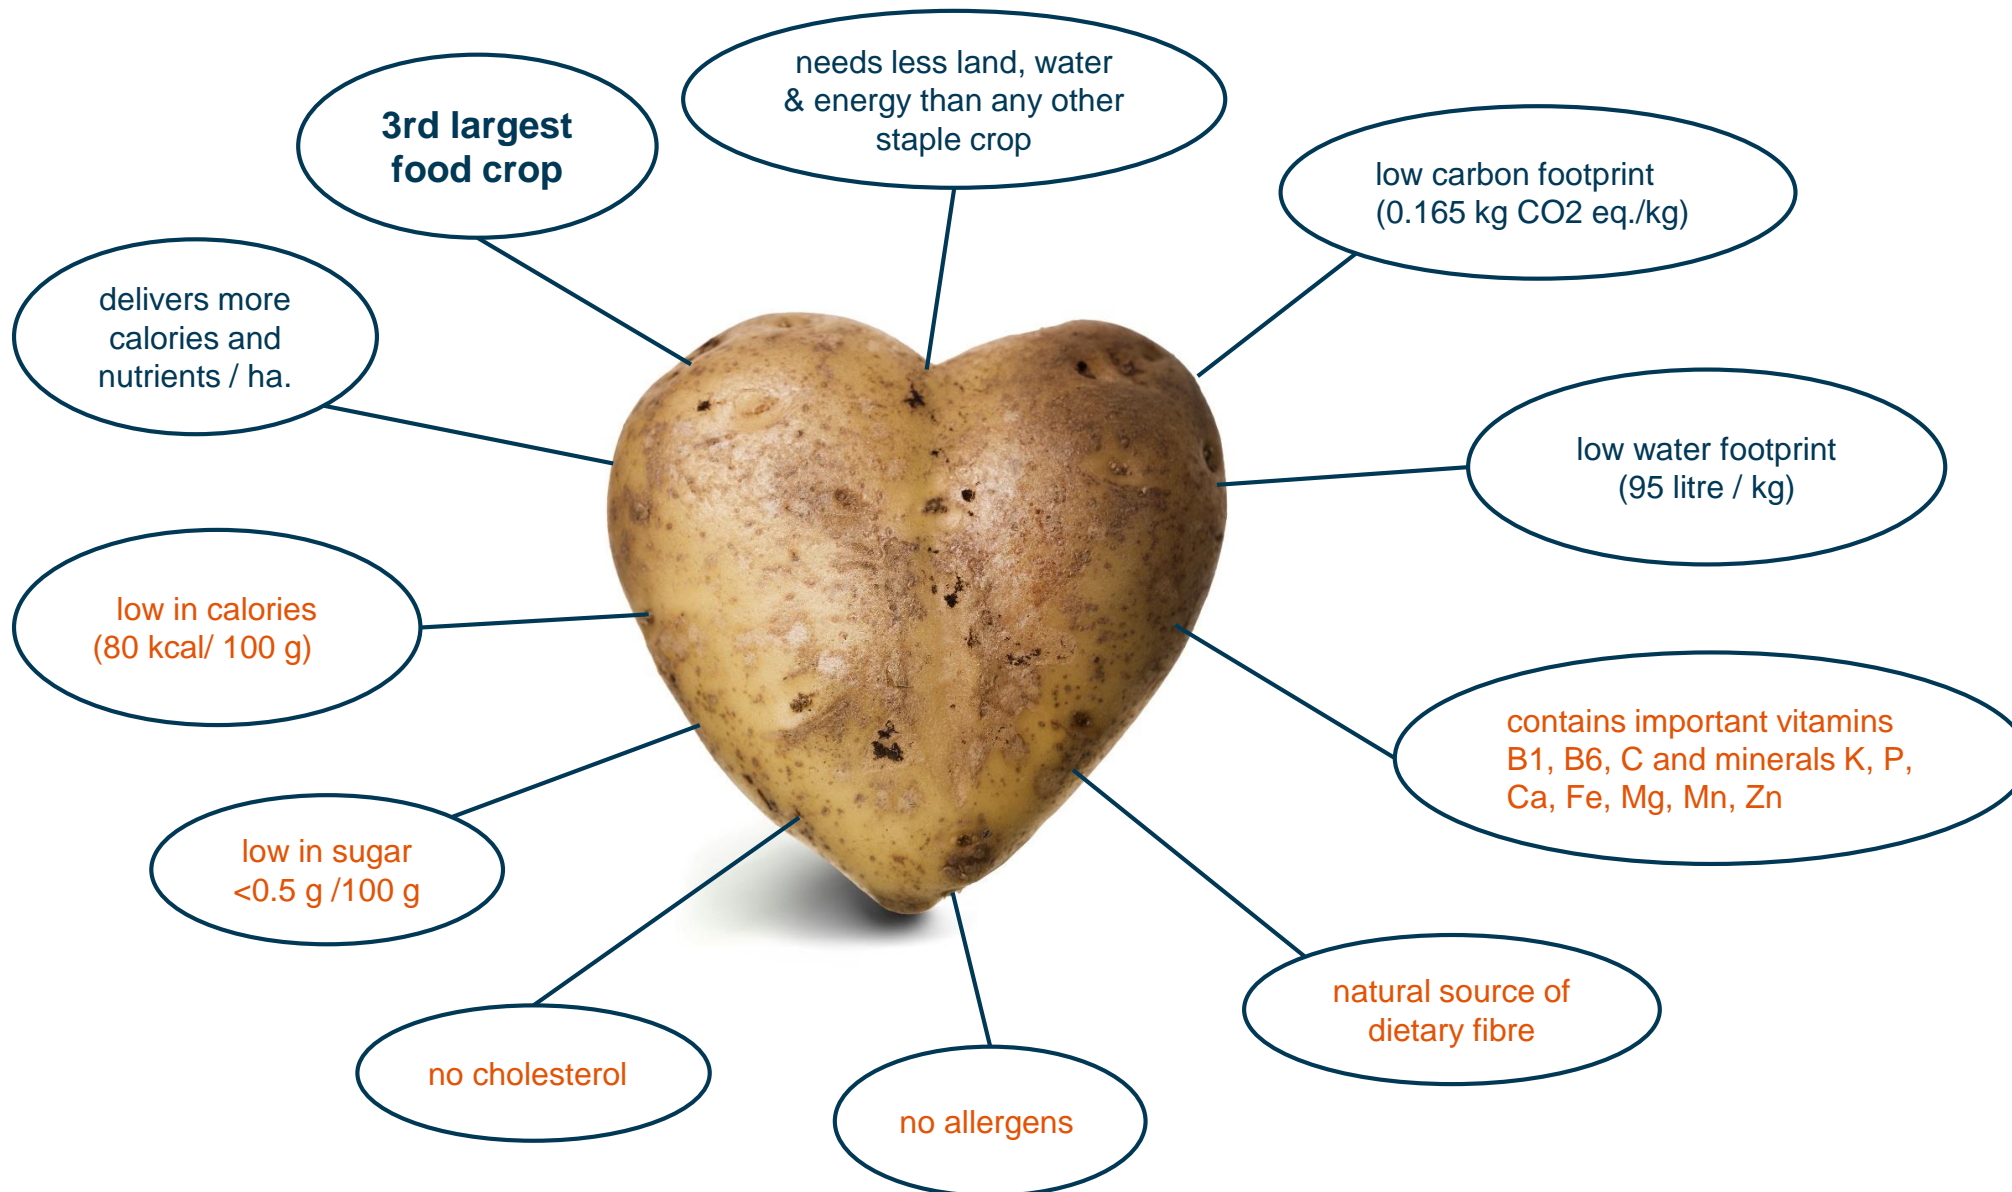 needs less land, water
& energy than any other
staple crop
3rd largest
food crop
low carbon footprint
(0.165 kg CO2 eq./kg)
delivers more
calories and
nutrients / ha.
low water footprint
(95 litre / kg)
low in calories
(80 kcal/ 100 g)
contains important vitamins
B1, B6, C and minerals K, P,
Ca, Fe, Mg, Mn, Zn
low in sugar
<0.5 g /100 g
natural source of
dietary fibre
no cholesterol
no allergens